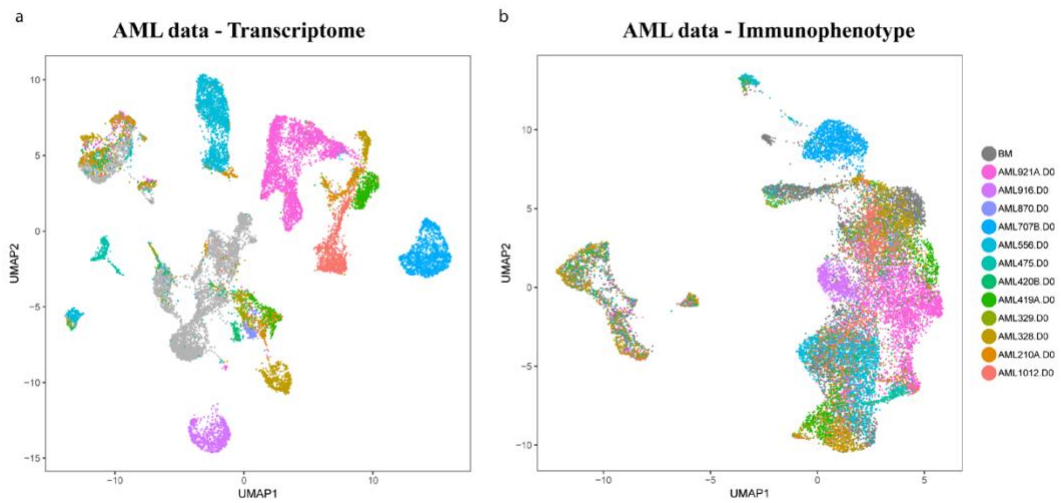 a
AML data - Transcriptome
10
5
0
−5
−10
−15
UMAP2
−10
0
10
UMAP1
b
AML data - Immunophenotype
10
5
0
−5
−10
UMAP2
−10
−5
0
5
UMAP1
BM
AML921A.D0
AML916.D0
AML870.D0
AML707B.D0
AML556.D0
AML475.D0
AML420B.D0
AML419A.D0
AML329.D0
AML328.D0
AML210A.D0
AML1012.D0